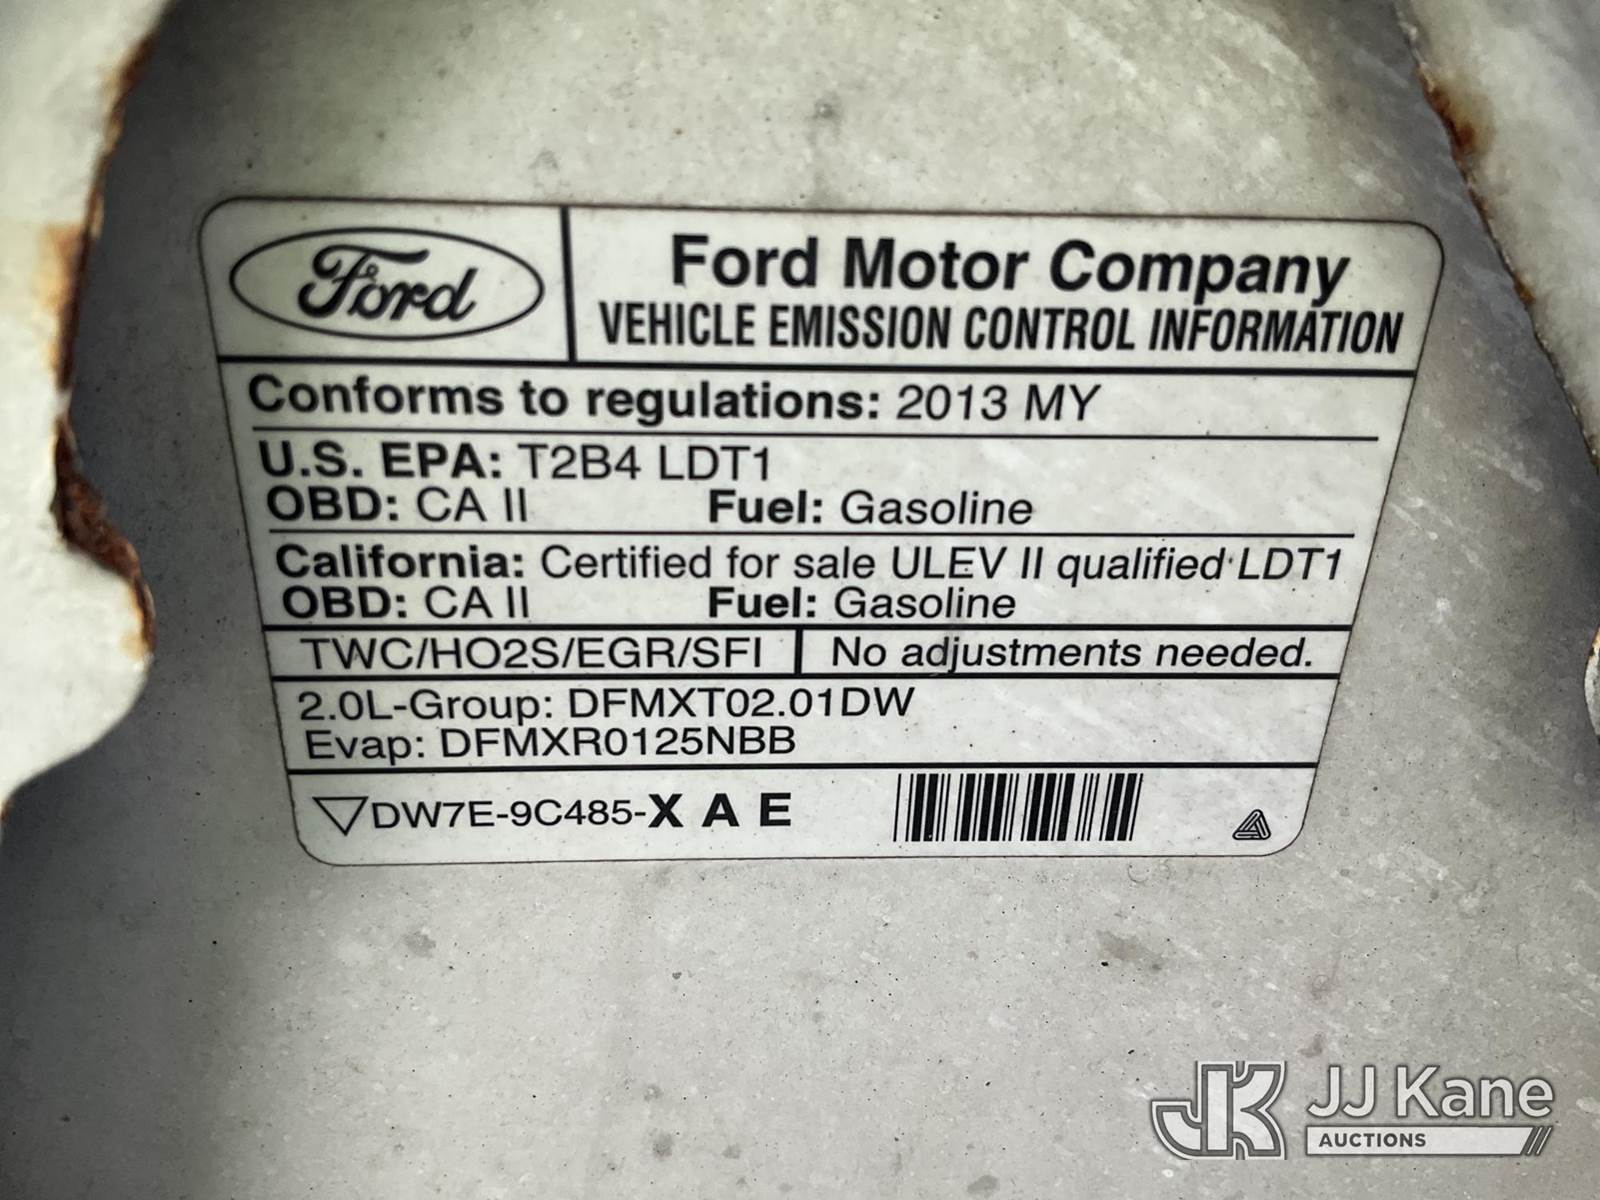 Ford
Ford Motor Company
VEHICLE EMISSION CONTROL INFORMATION
Conforms to regulations: 2013 MY
U.S. EPA: T2B4 LDT1
OBD: CA II Fuel: Gasoline
California: Certified for sale ULEV II qualified LDT1
OBD: CA II Fuel: Gasoline
TWC/HO2S/EGR/SFI No adjustments needed.
2.0L-Group: DFMXT02.01DW
Evap: DFMXR0125NBB
DW7E-9C485-X A E
JK JJ Kane
AUCTIONS